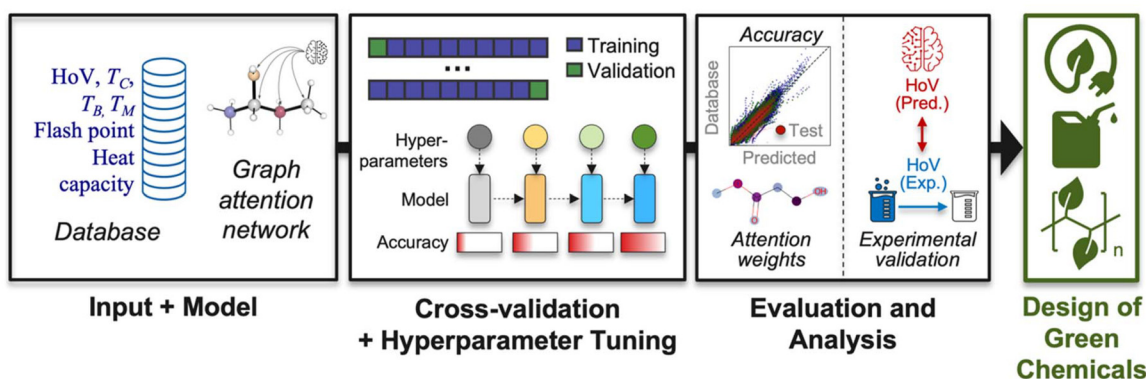 HoV, T_C,
T_B, T_M
Flash point
Heat
capacity
Database
Graph
attention
network
Input + Model
Training
...
Validation
Hyper-
parameters
Model
Accuracy
Cross-validation
+ Hyperparameter Tuning
Accuracy
Database
Test
Predicted
OH
O
Attention
weights
HoV
(Pred.)
HoV
(Exp.)
Experimental
validation
Evaluation and
Analysis
n
Design of
Green
Chemicals